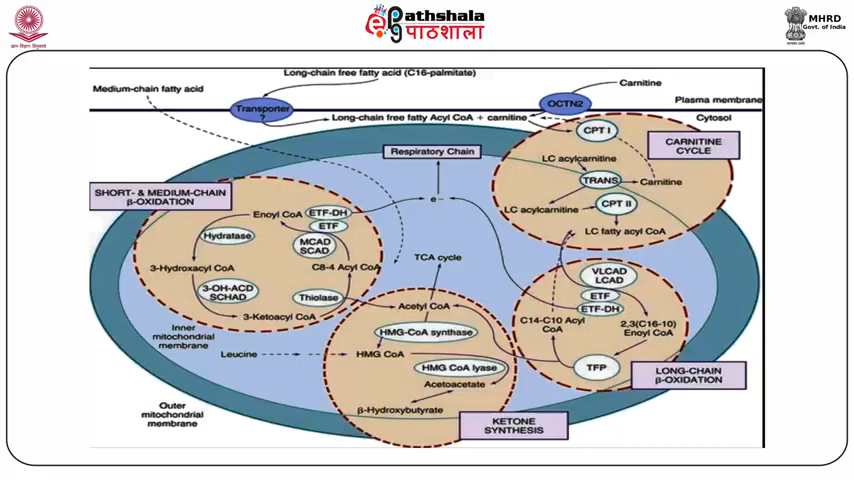 ePathshala
पाठशाला
MHRD
Govt. of India
Long-chain free fatty acid (C16-palmitate)
Medium-chain fatty acid
Carnitine
Transporter
?
OCTN2
Plasma membrane
Long-chain free fatty Acyl CoA + carnitine
Cytosol
CPT I
CARNITINE
CYCLE
Respiratory Chain
LC acylcarnitine
TRANS
Carnitine
SHORT- & MEDIUM-CHAIN
β-OXIDATION
e-
CPT II
LC acylcarnitine
Enoyl CoA
ETF-DH
ETF
LC fatty acyl CoA
Hydratase
MCAD
SCAD
TCA cycle
3-Hydroxacyl CoA
C8-4 Acyl CoA
VLCAD
LCAD
3-OH-ACD
SCHAD
Thiolase
ETF
ETF-DH
Acetyl CoA
3-Ketoacyl CoA
C14-C10 Acyl
CoA
2,3(C16-10)
Enoyl CoA
Inner
mitochondrial
membrane
HMG-CoA synthase
Leucine
HMG CoA
HMG CoA lyase
TFP
LONG-CHAIN
β-OXIDATION
Acetoacetate
Outer
mitochondrial
membrane
β-Hydroxybutyrate
KETONE
SYNTHESIS